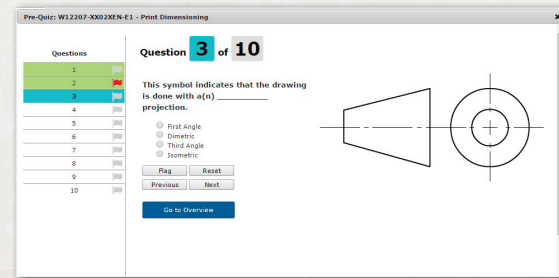 Pre-Quiz: W12207-XX02XEN-E1 - Print Dimensioning
x
Questions
1
2
3
4
5
6
7
8
9
10
Question 3 of 10
This symbol indicates that the drawing
is done with a(n) __________
projection.
First Angle
Dimetric
Third Angle
Isometric
Flag Reset
Previous Next
Go to Overview